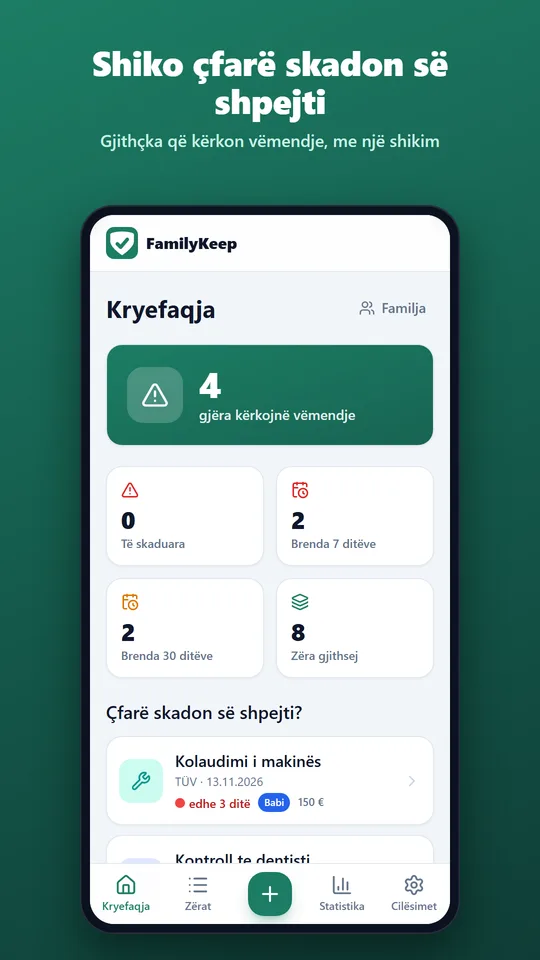 Shiko çfarë skadon së
shpejti
Gjithçka që kërkon vëmendje, me një shikim
FamilyKeep
Kryefaqja
Familja
4
gjëra kërkojnë vëmendje
0
Të skaduara
2
Brenda 7 ditëve
2
Brenda 30 ditëve
8
Zëra gjithsej
Çfarë skadon së shpejti?
Kolaudimi i makinës
TÜV · 13.11.2026
edhe 3 ditë Babi 150 €
Kontroll te dentisti
Kryefaqja Zërat Statistika Cilësimet